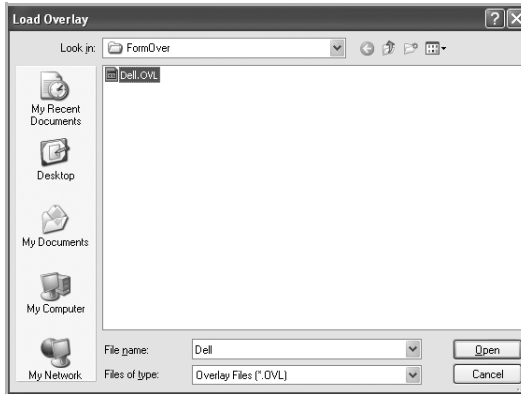 Load Overlay
Look in: FormOver
Dell.OVL
My Recent
Documents
Desktop
My Documents
My Computer
My Network
File name: Dell Open
Files of type: Overlay Files (*.OVL) Cancel